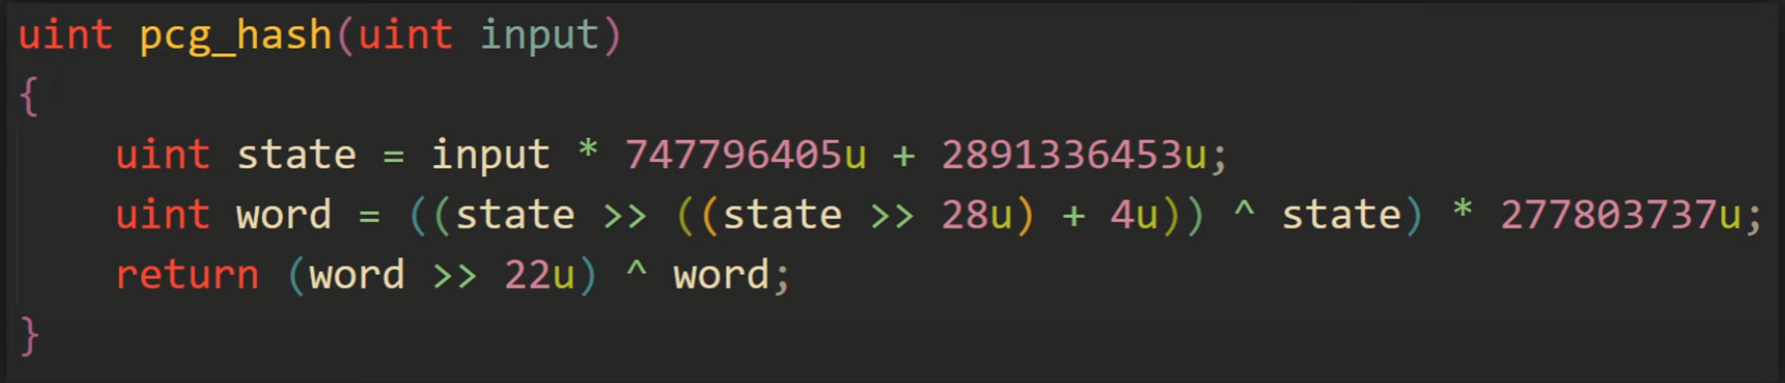 uint pcg_hash(uint input)
{
    uint state = input * 747796405u + 2891336453u;
    uint word = ((state >> ((state >> 28u) + 4u)) ^ state) * 277803737u;
    return (word >> 22u) ^ word;
}